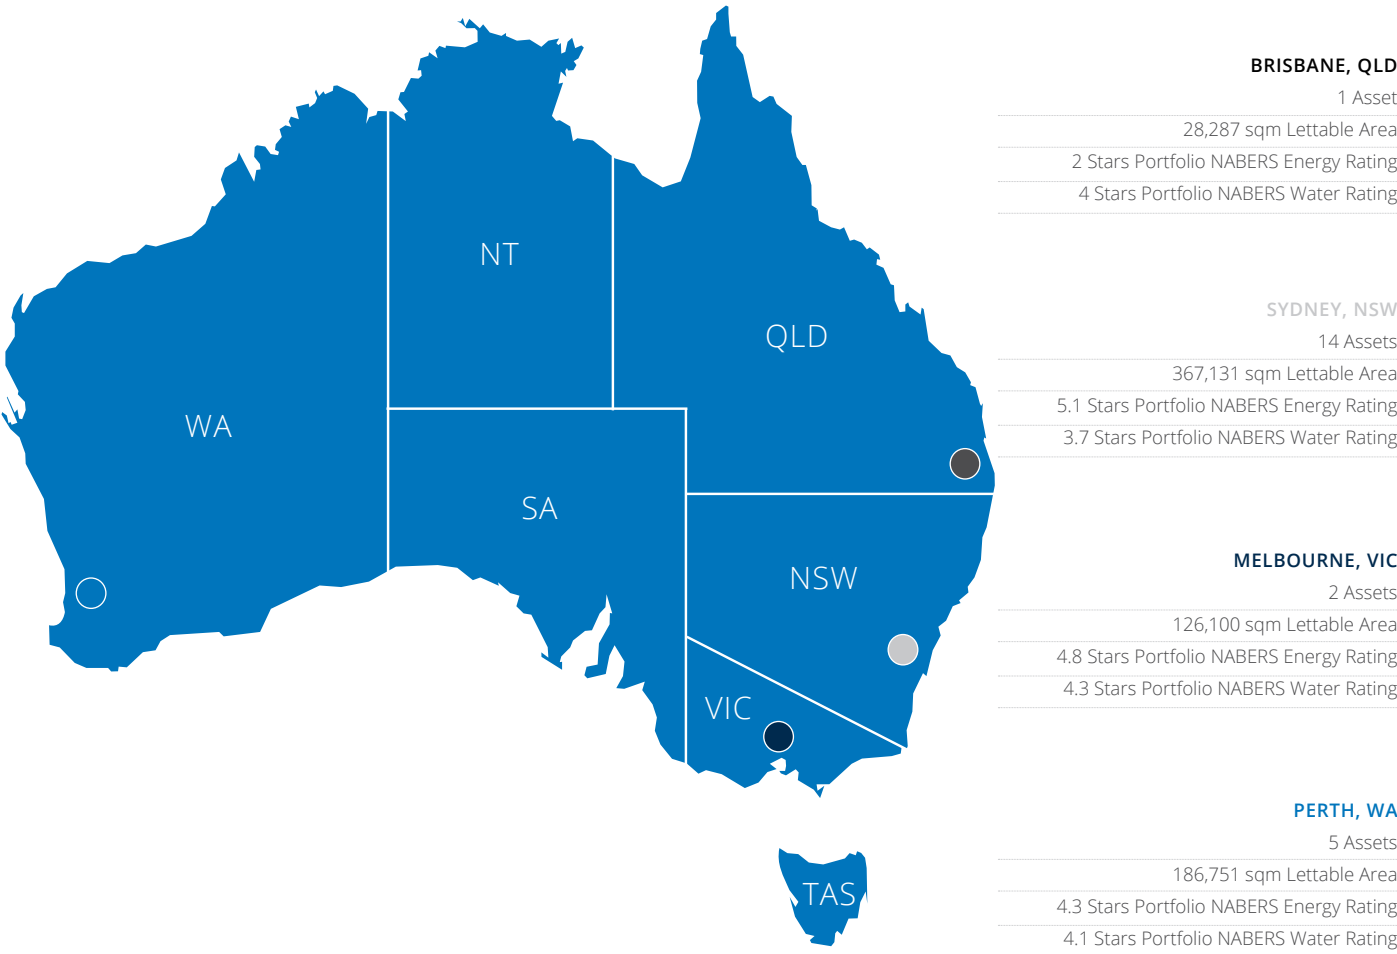 NT
QLD
WA
SA
NSW
VIC
TAS
BRISBANE, QLD
1 Asset
28,287 sqm Lettable Area
2 Stars Portfolio NABERS Energy Rating
4 Stars Portfolio NABERS Water Rating
SYDNEY, NSW
14 Assets
367,131 sqm Lettable Area
5.1 Stars Portfolio NABERS Energy Rating
3.7 Stars Portfolio NABERS Water Rating
MELBOURNE, VIC
2 Assets
126,100 sqm Lettable Area
4.8 Stars Portfolio NABERS Energy Rating
4.3 Stars Portfolio NABERS Water Rating
PERTH, WA
5 Assets
186,751 sqm Lettable Area
4.3 Stars Portfolio NABERS Energy Rating
4.1 Stars Portfolio NABERS Water Rating